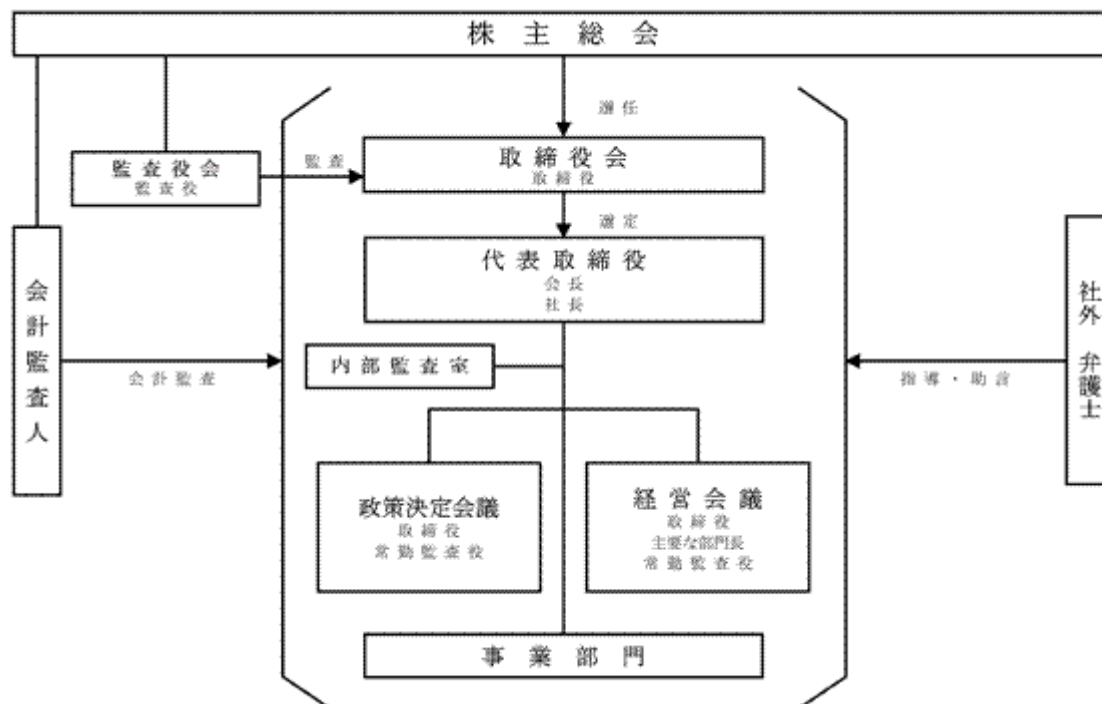 株主総会
選任
監査役会
監査役
監査
取締役会
取締役
選定
代表取締役
会長
社長
会計監査人
会計監査
内部監査室
社外 弁護士
指導・助言
政策決定会議
取締役
常勤監査役
経営会議
取締役
主要な部門長
常勤監査役
事業部門